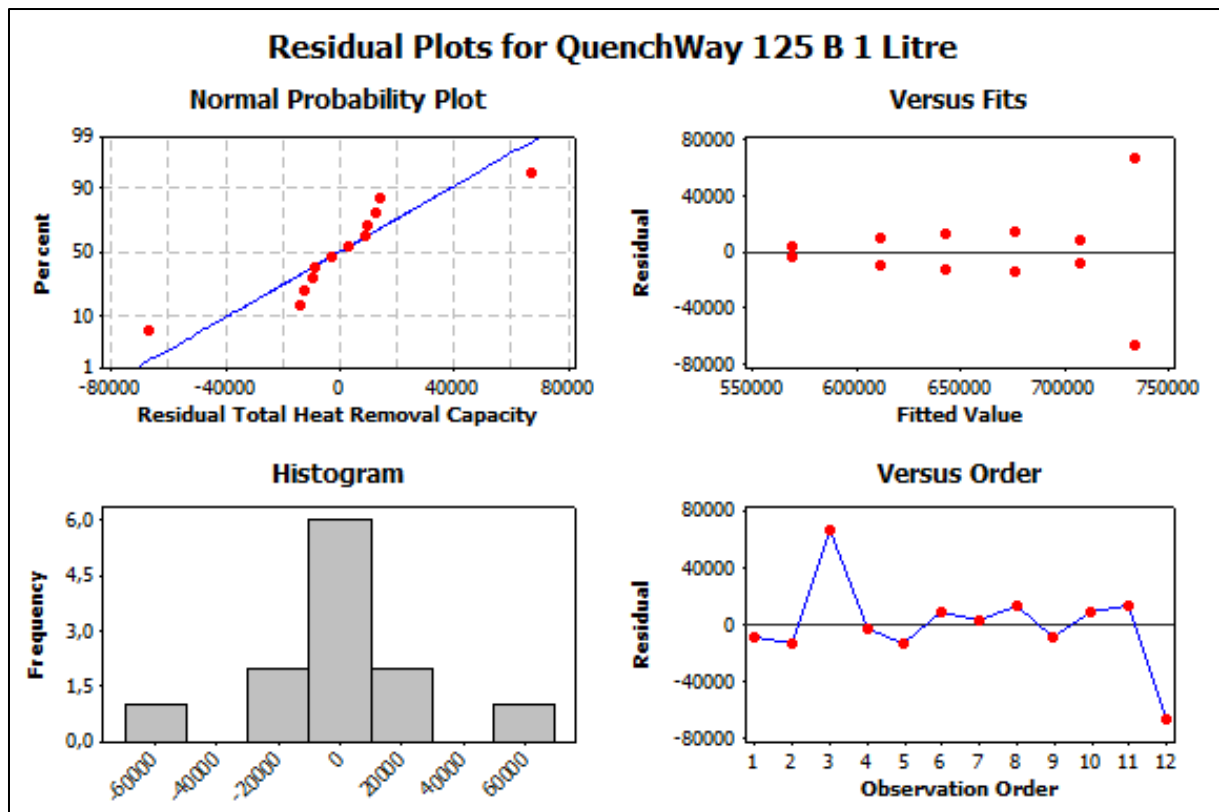 Residual Plots for QuenchWay 125 B 1 Litre
Normal Probability Plot
99
90
50
10
1
Percent
-80000 -40000 0 40000 80000
Residual Total Heat Removal Capacity
Versus Fits
80000
40000
0
-40000
-80000
Residual
550000 600000 650000 700000 750000
Fitted Value
Histogram
6,0
4,5
3,0
1,5
0,0
Frequency
-60000 -40000 -20000 0 20000 40000 60000
Versus Order
80000
40000
0
-40000
-80000
Residual
1 2 3 4 5 6 7 8 9 10 11 12
Observation Order